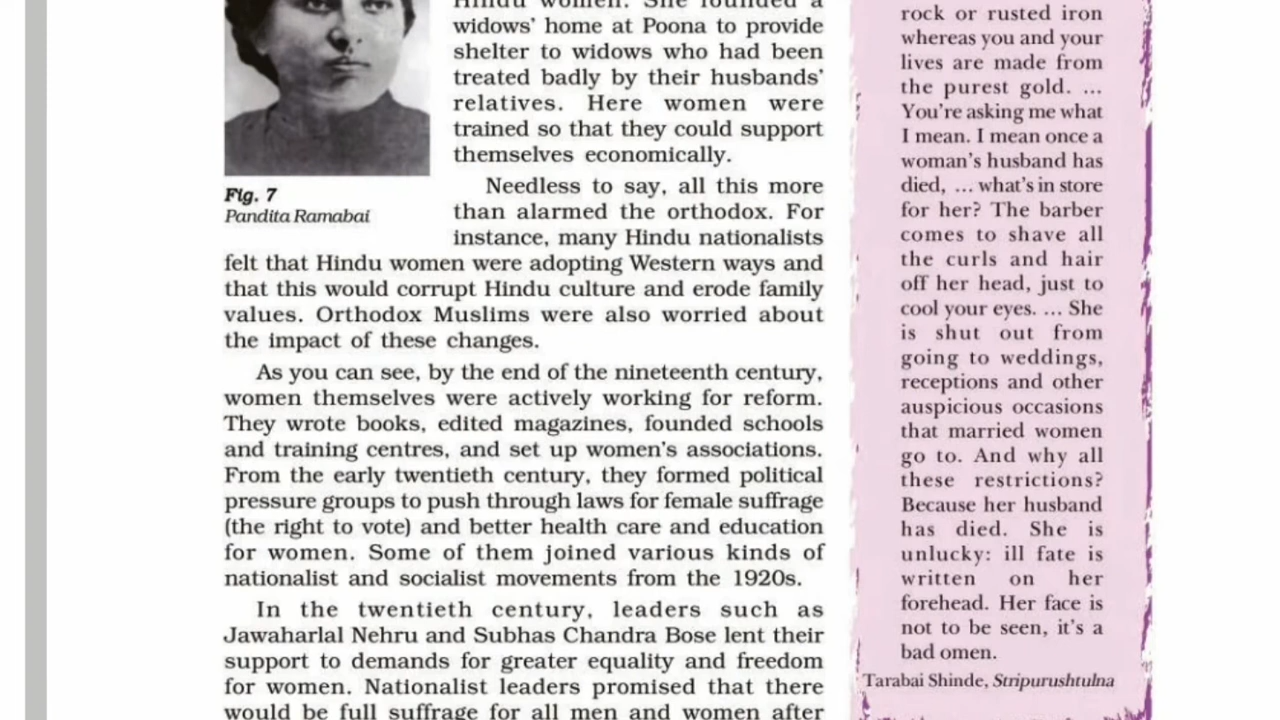 Hindu women. She founded a
widows' home at Poona to provide
shelter to widows who had been
treated badly by their husbands'
relatives. Here women were
trained so that they could support
themselves economically.
Fig. 7
Pandita Ramabai
Needless to say, all this more
than alarmed the orthodox. For
instance, many Hindu nationalists
felt that Hindu women were adopting Western ways and
that this would corrupt Hindu culture and erode family
values. Orthodox Muslims were also worried about
the impact of these changes.
As you can see, by the end of the nineteenth century,
women themselves were actively working for reform.
They wrote books, edited magazines, founded schools
and training centres, and set up women's associations.
From the early twentieth century, they formed political
pressure groups to push through laws for female suffrage
(the right to vote) and better health care and education
for women. Some of them joined various kinds of
nationalist and socialist movements from the 1920s.
In the twentieth century, leaders such as
Jawaharlal Nehru and Subhas Chandra Bose lent their
support to demands for greater equality and freedom
for women. Nationalist leaders promised that there
would be full suffrage for all men and women after
rock or rusted iron
whereas you and your
lives are made from
the purest gold. ...
You're asking me what
I mean. I mean once a
woman's husband has
died, ... what's in store
for her? The barber
comes to shave all
the curls and hair
off her head, just to
cool your eyes. ... She
is shut out from
going to weddings,
receptions and other
auspicious occasions
that married women
go to. And why all
these restrictions?
Because her husband
has died. She is
unlucky: ill fate is
written on her
forehead. Her face is
not to be seen, it's a
bad omen.
Tarabai Shinde, Stripurushtulna